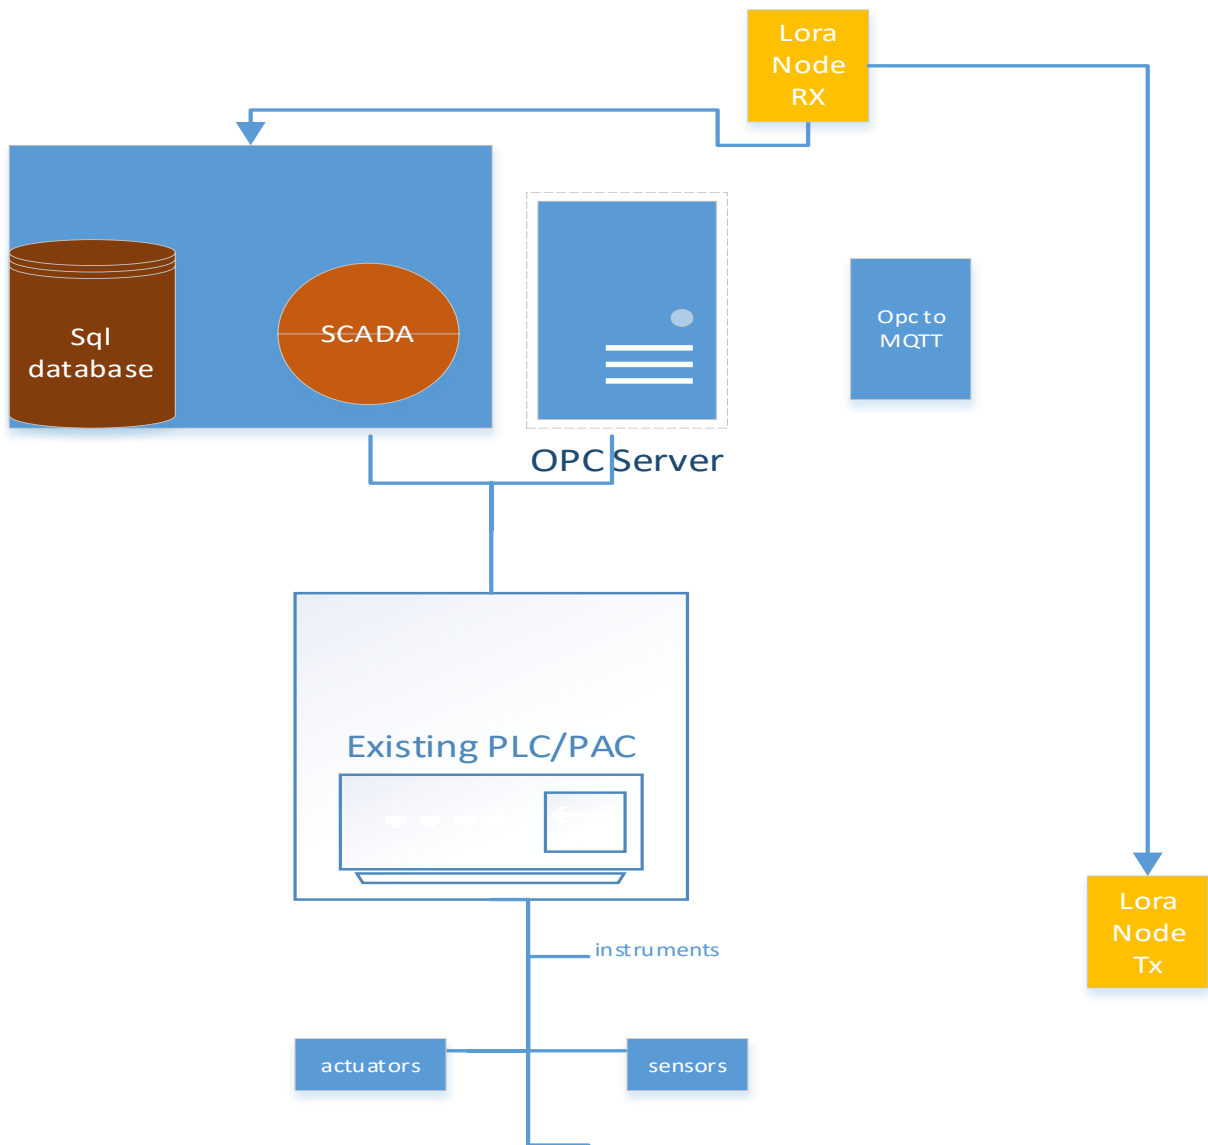 Lora
Node
RX
Sql
database
SCADA
Opc to
MQTT
OPC Server
Existing PLC/PAC
instruments
actuators
sensors
Lora
Node
Tx